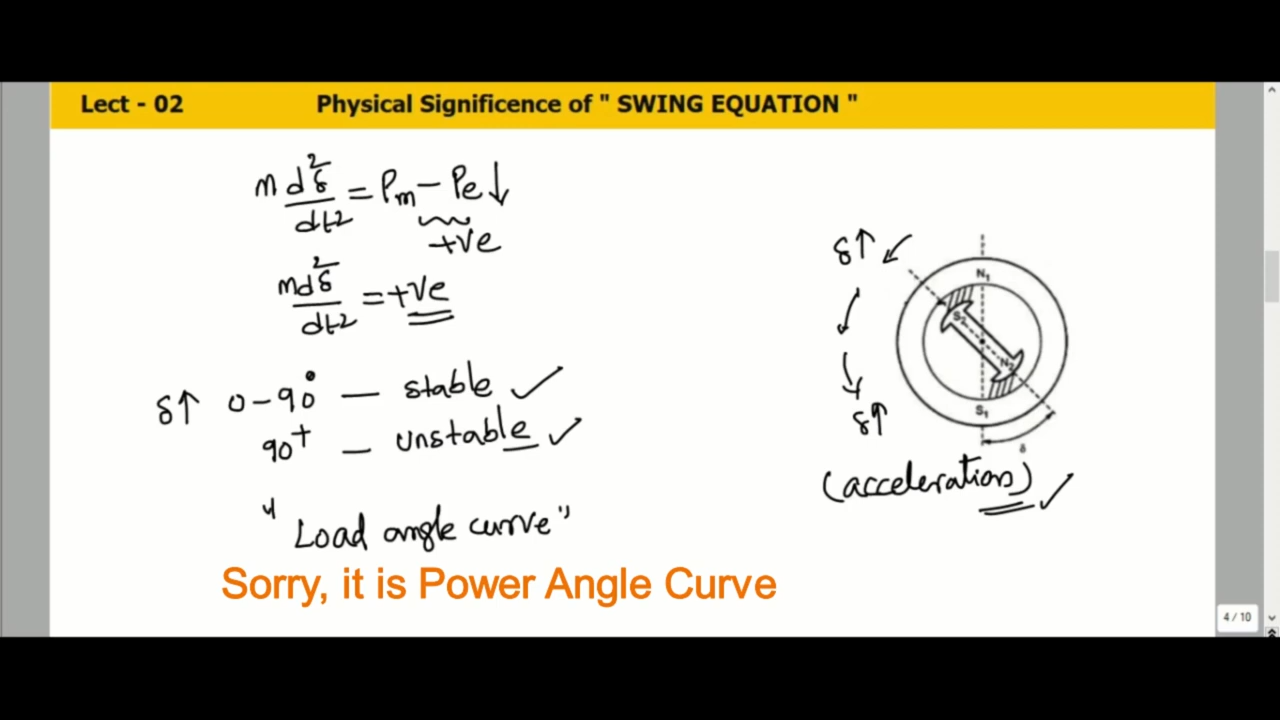 Lect - 02 Physical Significence of " SWING EQUATION "
M d²δ/dt² = Pm − Pe ↓
+ve
Md²δ/dt² = +ve
δ↑ 0 - 90° — stable ✓
90+ — unstable ✓
" Load angle curve "
Sorry, it is Power Angle Curve
δ↑
N₁
S₂
N₂
S₁
δ↑
δ
(acceleration) ✓
4 / 10